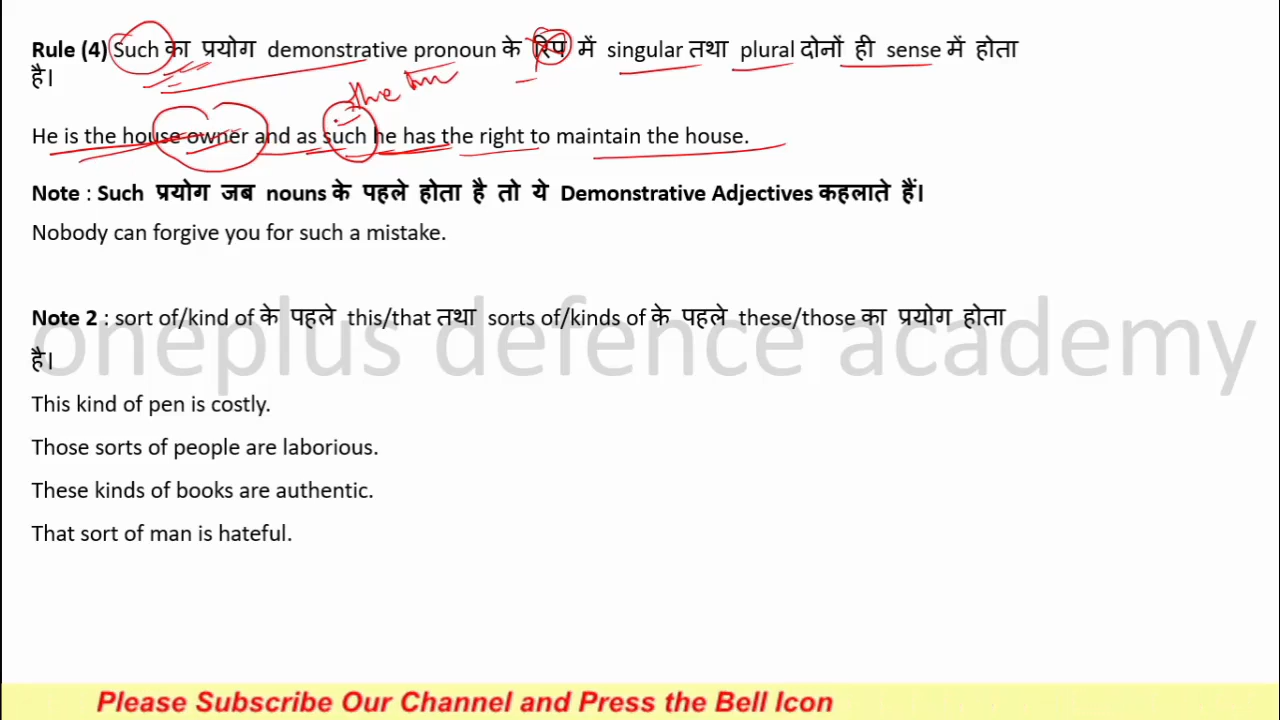 Rule (4) Such का प्रयोग demonstrative pronoun के में singular तथा plural दोनों ही sense में होता
है।
the
He is the house owner and as such he has the right to maintain the house.
Note : Such प्रयोग जब nouns के पहले होता है तो ये Demonstrative Adjectives कहलाते हैं।
Nobody can forgive you for such a mistake.
Note 2 : sort of/kind of के पहले this/that तथा sorts of/kinds of के पहले these/those का प्रयोग होता
है।
oneplus defence academy
This kind of pen is costly.
Those sorts of people are laborious.
These kinds of books are authentic.
That sort of man is hateful.
Please Subscribe Our Channel and Press the Bell Icon